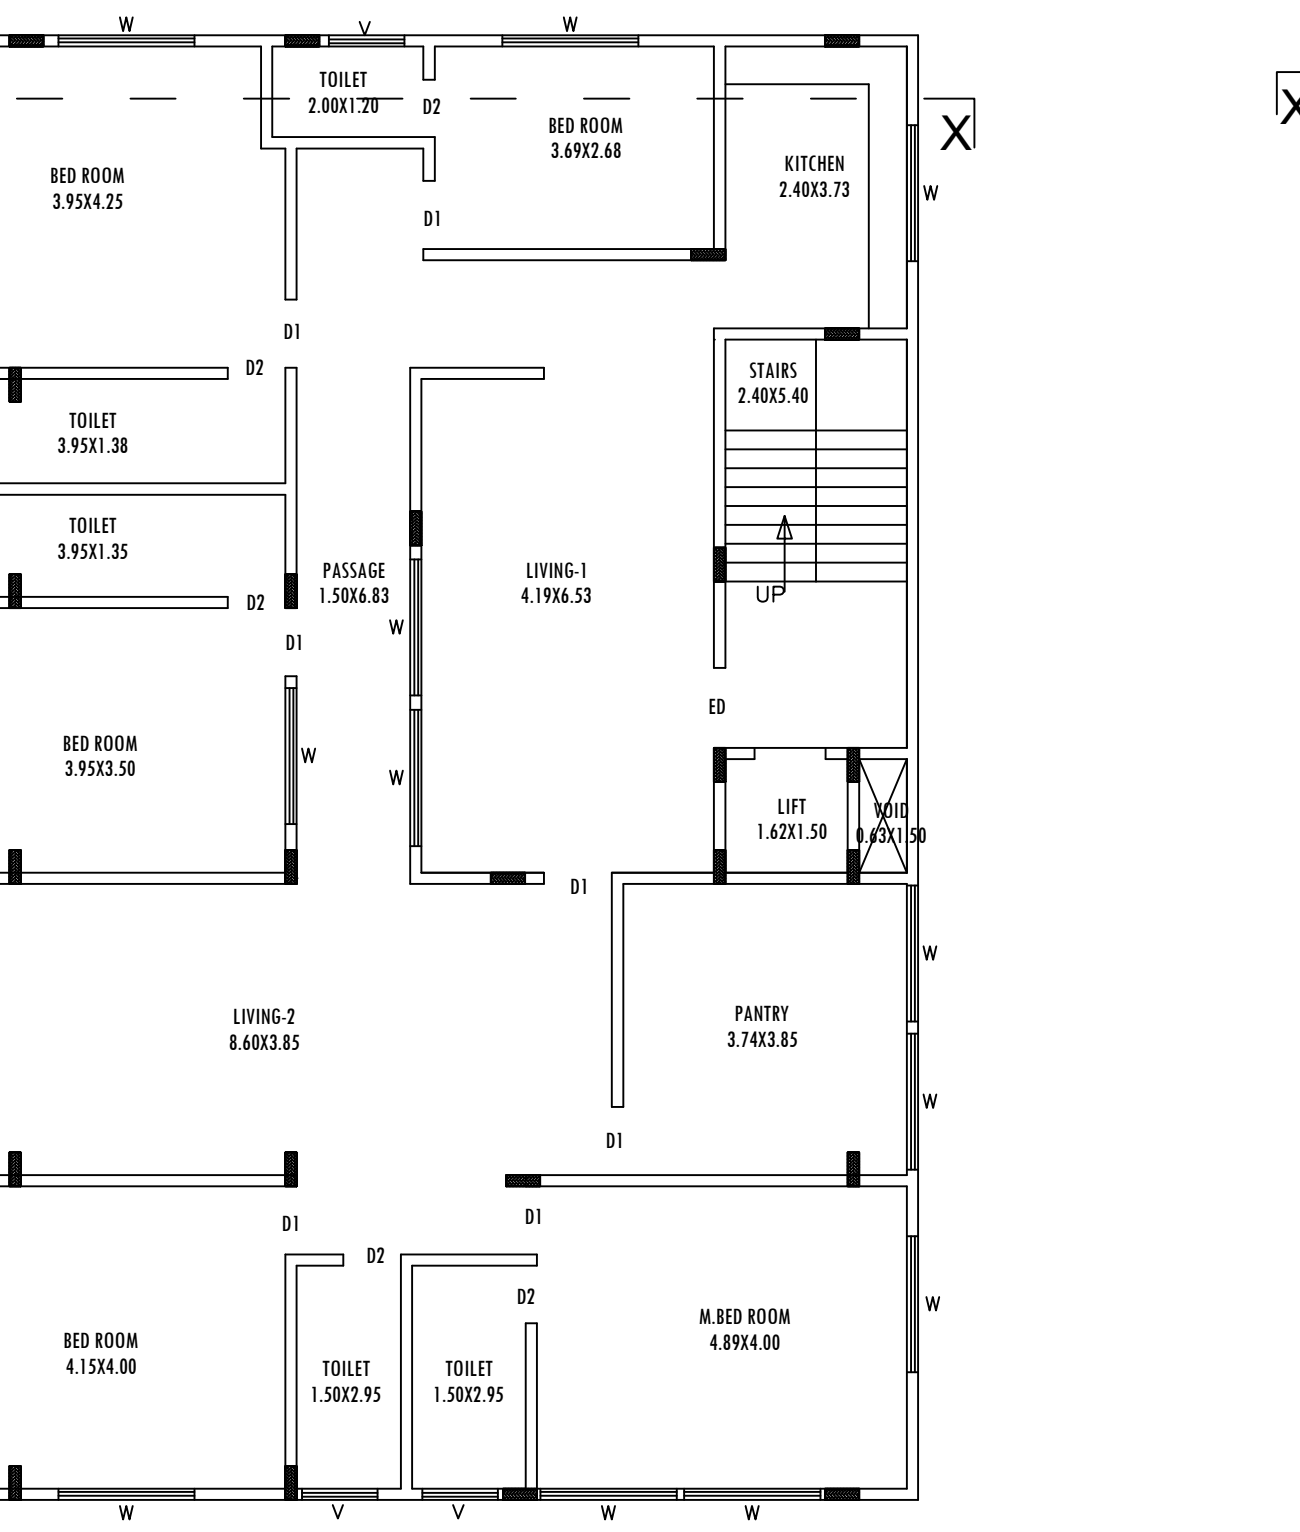 W
V
W
TOILET
2.00X1.20
D2
BED ROOM
3.69X2.68
X
X
BED ROOM
3.95X4.25
KITCHEN
2.40X3.73
W
D1
D1
D2
STAIRS
2.40X5.40
TOILET
3.95X1.38
TOILET
3.95X1.35
PASSAGE
1.50X6.83
LIVING-1
4.19X6.53
UP
D2
W
D1
ED
BED ROOM
3.95X3.50
W
W
LIFT
1.62X1.50
VOID
0.63X1.50
D1
W
LIVING-2
8.60X3.85
PANTRY
3.74X3.85
W
D1
D1
D1
D2
D2
W
M.BED ROOM
4.89X4.00
BED ROOM
4.15X4.00
TOILET
1.50X2.95
TOILET
1.50X2.95
W
V
V
W
W